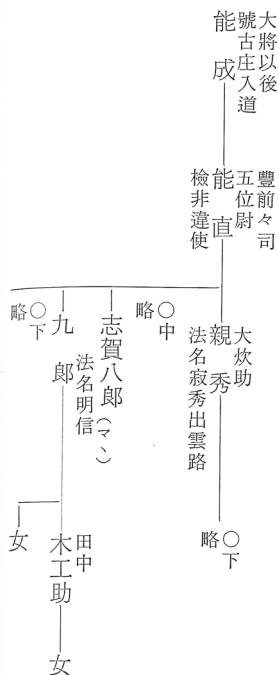 大將以後
號古庄入道
能成
豐前々司
五位尉
能直
檢非違使
大炊助
親秀
法名寂秀出雲路
○下略
○中略
志賀八郎(マヽ)
九郎
法名明信
○下略
田中
木工助
女
女